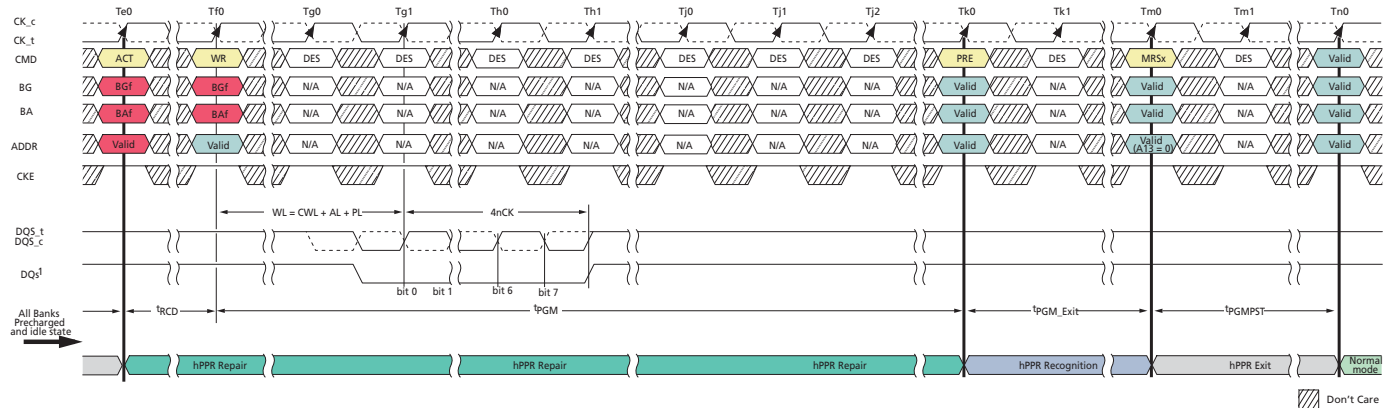 Te0 Tf0 Tg0 Tg1 Th0 Th1 Tj0 Tj1 Tj2 Tk0 Tk1 Tm0 Tm1 Tn0
CK_c
CK_t
CMD ACT WR DES DES DES DES DES DES DES PRE DES MRSx DES Valid
BG BGf BGf N/A N/A N/A N/A N/A N/A N/A Valid N/A Valid N/A Valid
BA BAf BAf N/A N/A N/A N/A N/A N/A N/A Valid N/A Valid N/A Valid
ADDR Valid Valid N/A N/A N/A N/A N/A N/A N/A Valid N/A Valid (A13 = 0) N/A Valid
CKE
WL = CWL + AL + PL 4nCK
DQS_t
DQS_c
DQs1
bit 0 bit 1 bit 6 bit 7
All Banks
Precharged
and idle state
tRCD tPGM tPGM_Exit tPGMPST
hPPR Repair hPPR Repair hPPR Repair hPPR Recognition hPPR Exit Normal mode
Don't Care